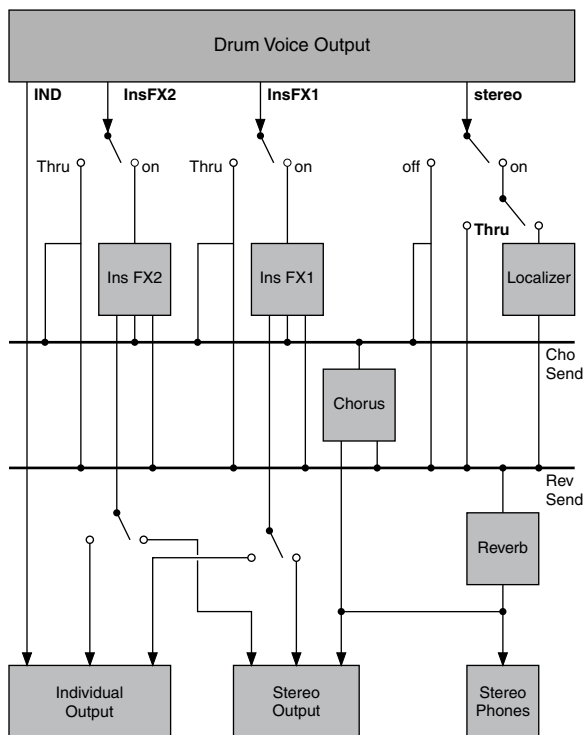 Drum Voice Output
IND
InsFX2
InsFX1
stereo
Thru
on
Thru
on
off
on
Thru
Ins FX2
Ins FX1
Localizer
Cho
Send
Chorus
Rev
Send
Reverb
Individual
Output
Stereo
Output
Stereo
Phones